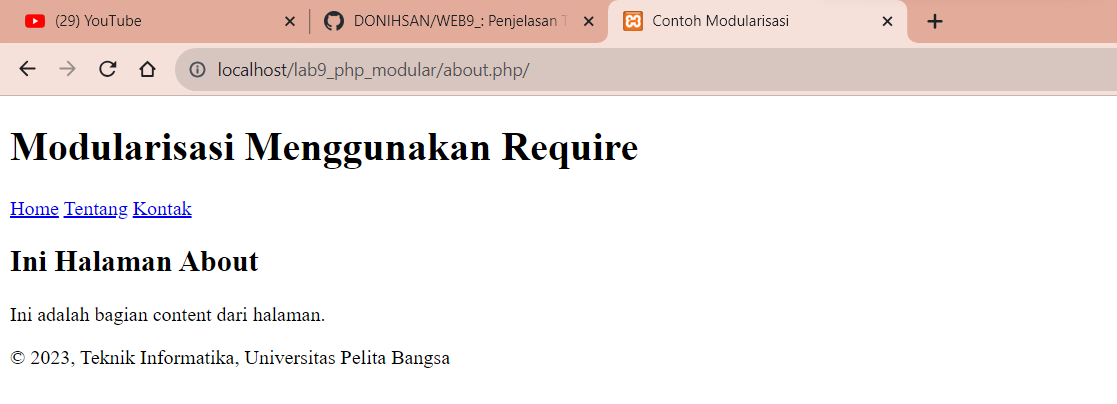 (29) YouTube
DONIHSAN/WEB9_: Penjelasan T
Contoh Modularisasi
localhost/lab9_php_modular/about.php/
Modularisasi Menggunakan Require
Home Tentang Kontak
Ini Halaman About
Ini adalah bagian content dari halaman.
© 2023, Teknik Informatika, Universitas Pelita Bangsa